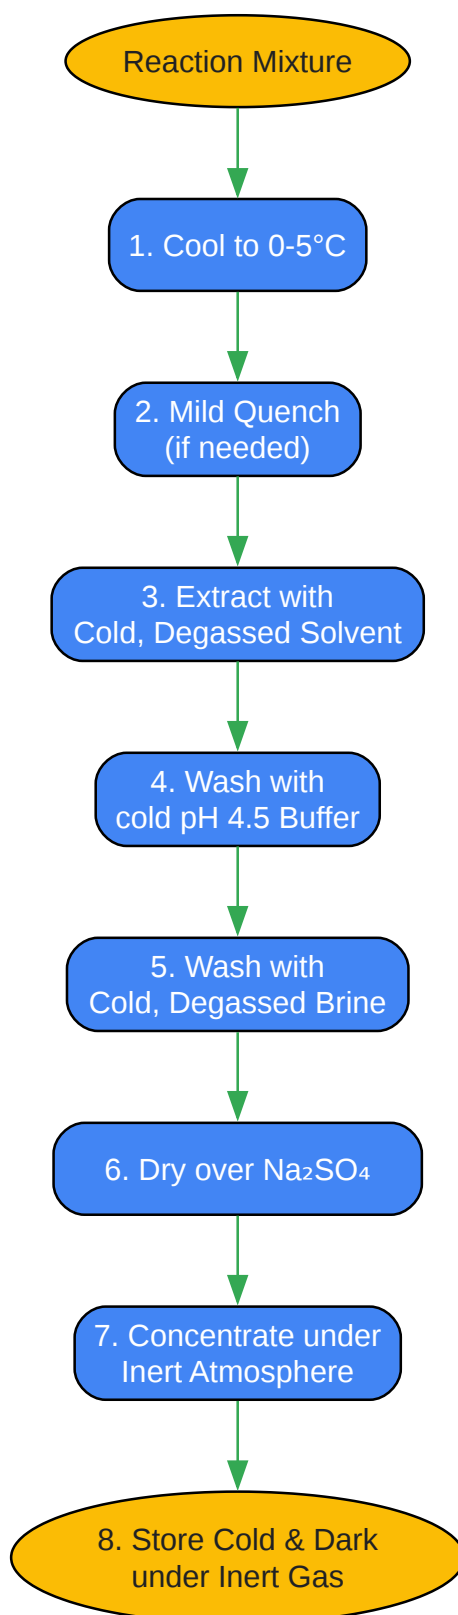 Reaction Mixture
1. Cool to 0-5°C
2. Mild Quench
(if needed)
3. Extract with
Cold, Degassed Solvent
4. Wash with
cold pH 4.5 Buffer
5. Wash with
Cold, Degassed Brine
6. Dry over Na₂SO₄
7. Concentrate under
Inert Atmosphere
8. Store Cold & Dark
under Inert Gas